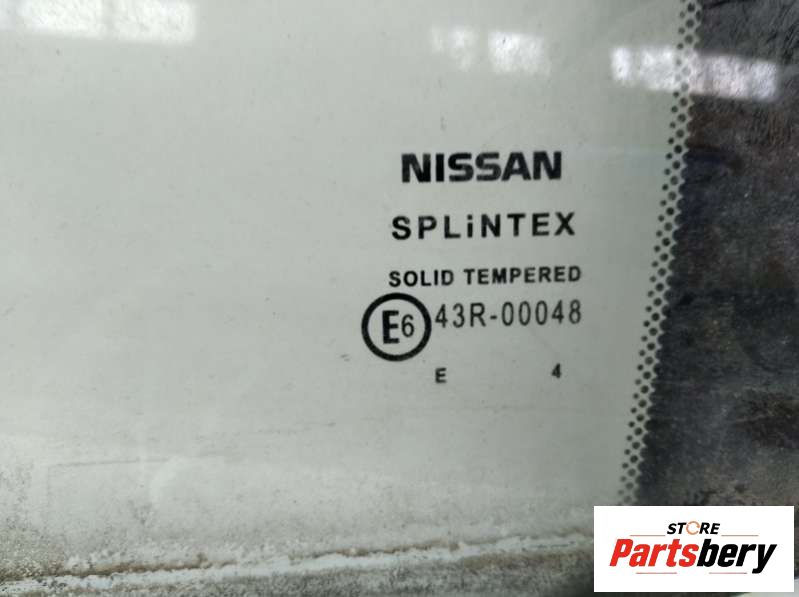 NISSAN
SPLiNTEX
SOLID TEMPERED
E6 43R-00048
E 4
STORE
Partsbery